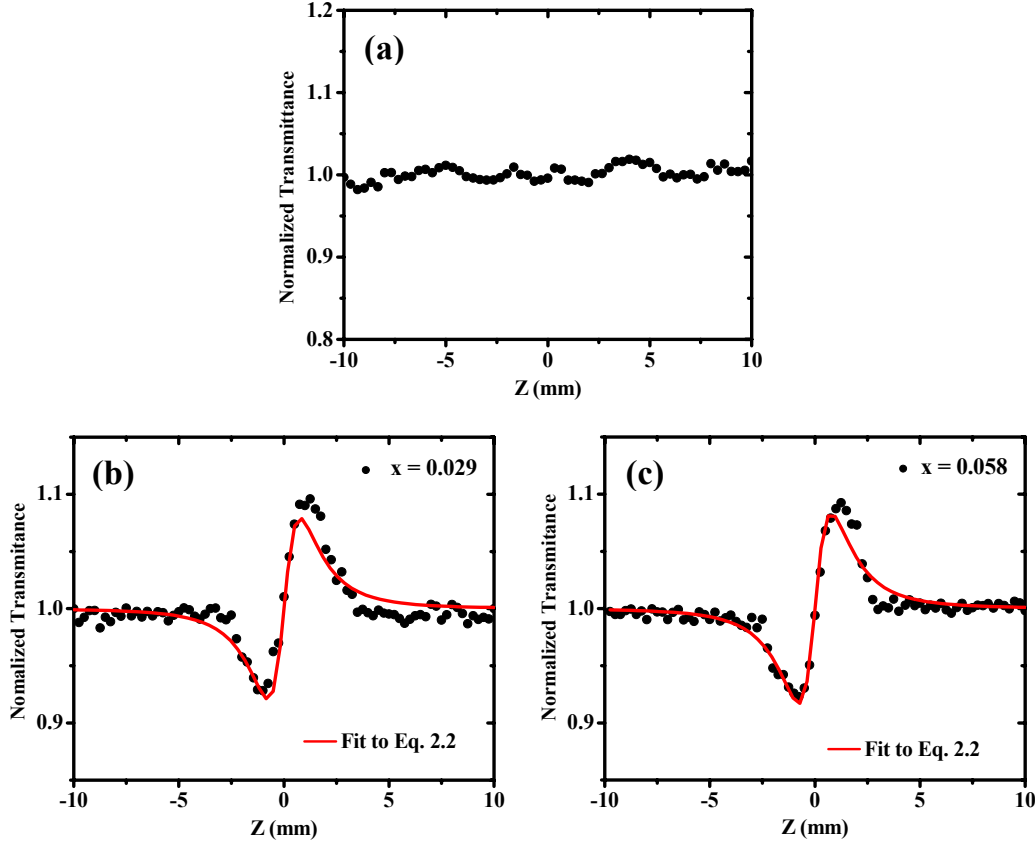 1.2
(a)
1.1
1.0
0.9
0.8
Normalized Transmittance
-10 -5 0 5 10
Z (mm)
(b)
x = 0.029
1.1
1.0
0.9
Nomalized Transmitance
Fit to Eq. 2.2
-10 -5 0 5 10
Z (mm)
(c)
x = 0.058
1.1
1.0
0.9
Normalized Transmitance
Fit to Eq. 2.2
-10 -5 0 5 10
Z (mm)